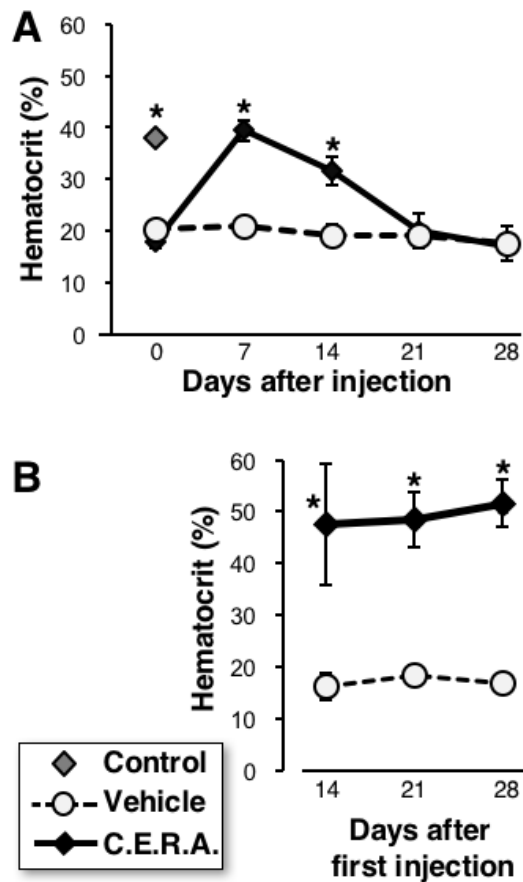 A
Hematocrit (%)
60
50
40
30
20
10
0
*
*
*
0 7 14 21 28
Days after injection
B
Hematocrit (%)
60
50
40
30
20
10
0
*
*
*
14 21 28
Days after
first injection
Control
Vehicle
C.E.R.A.